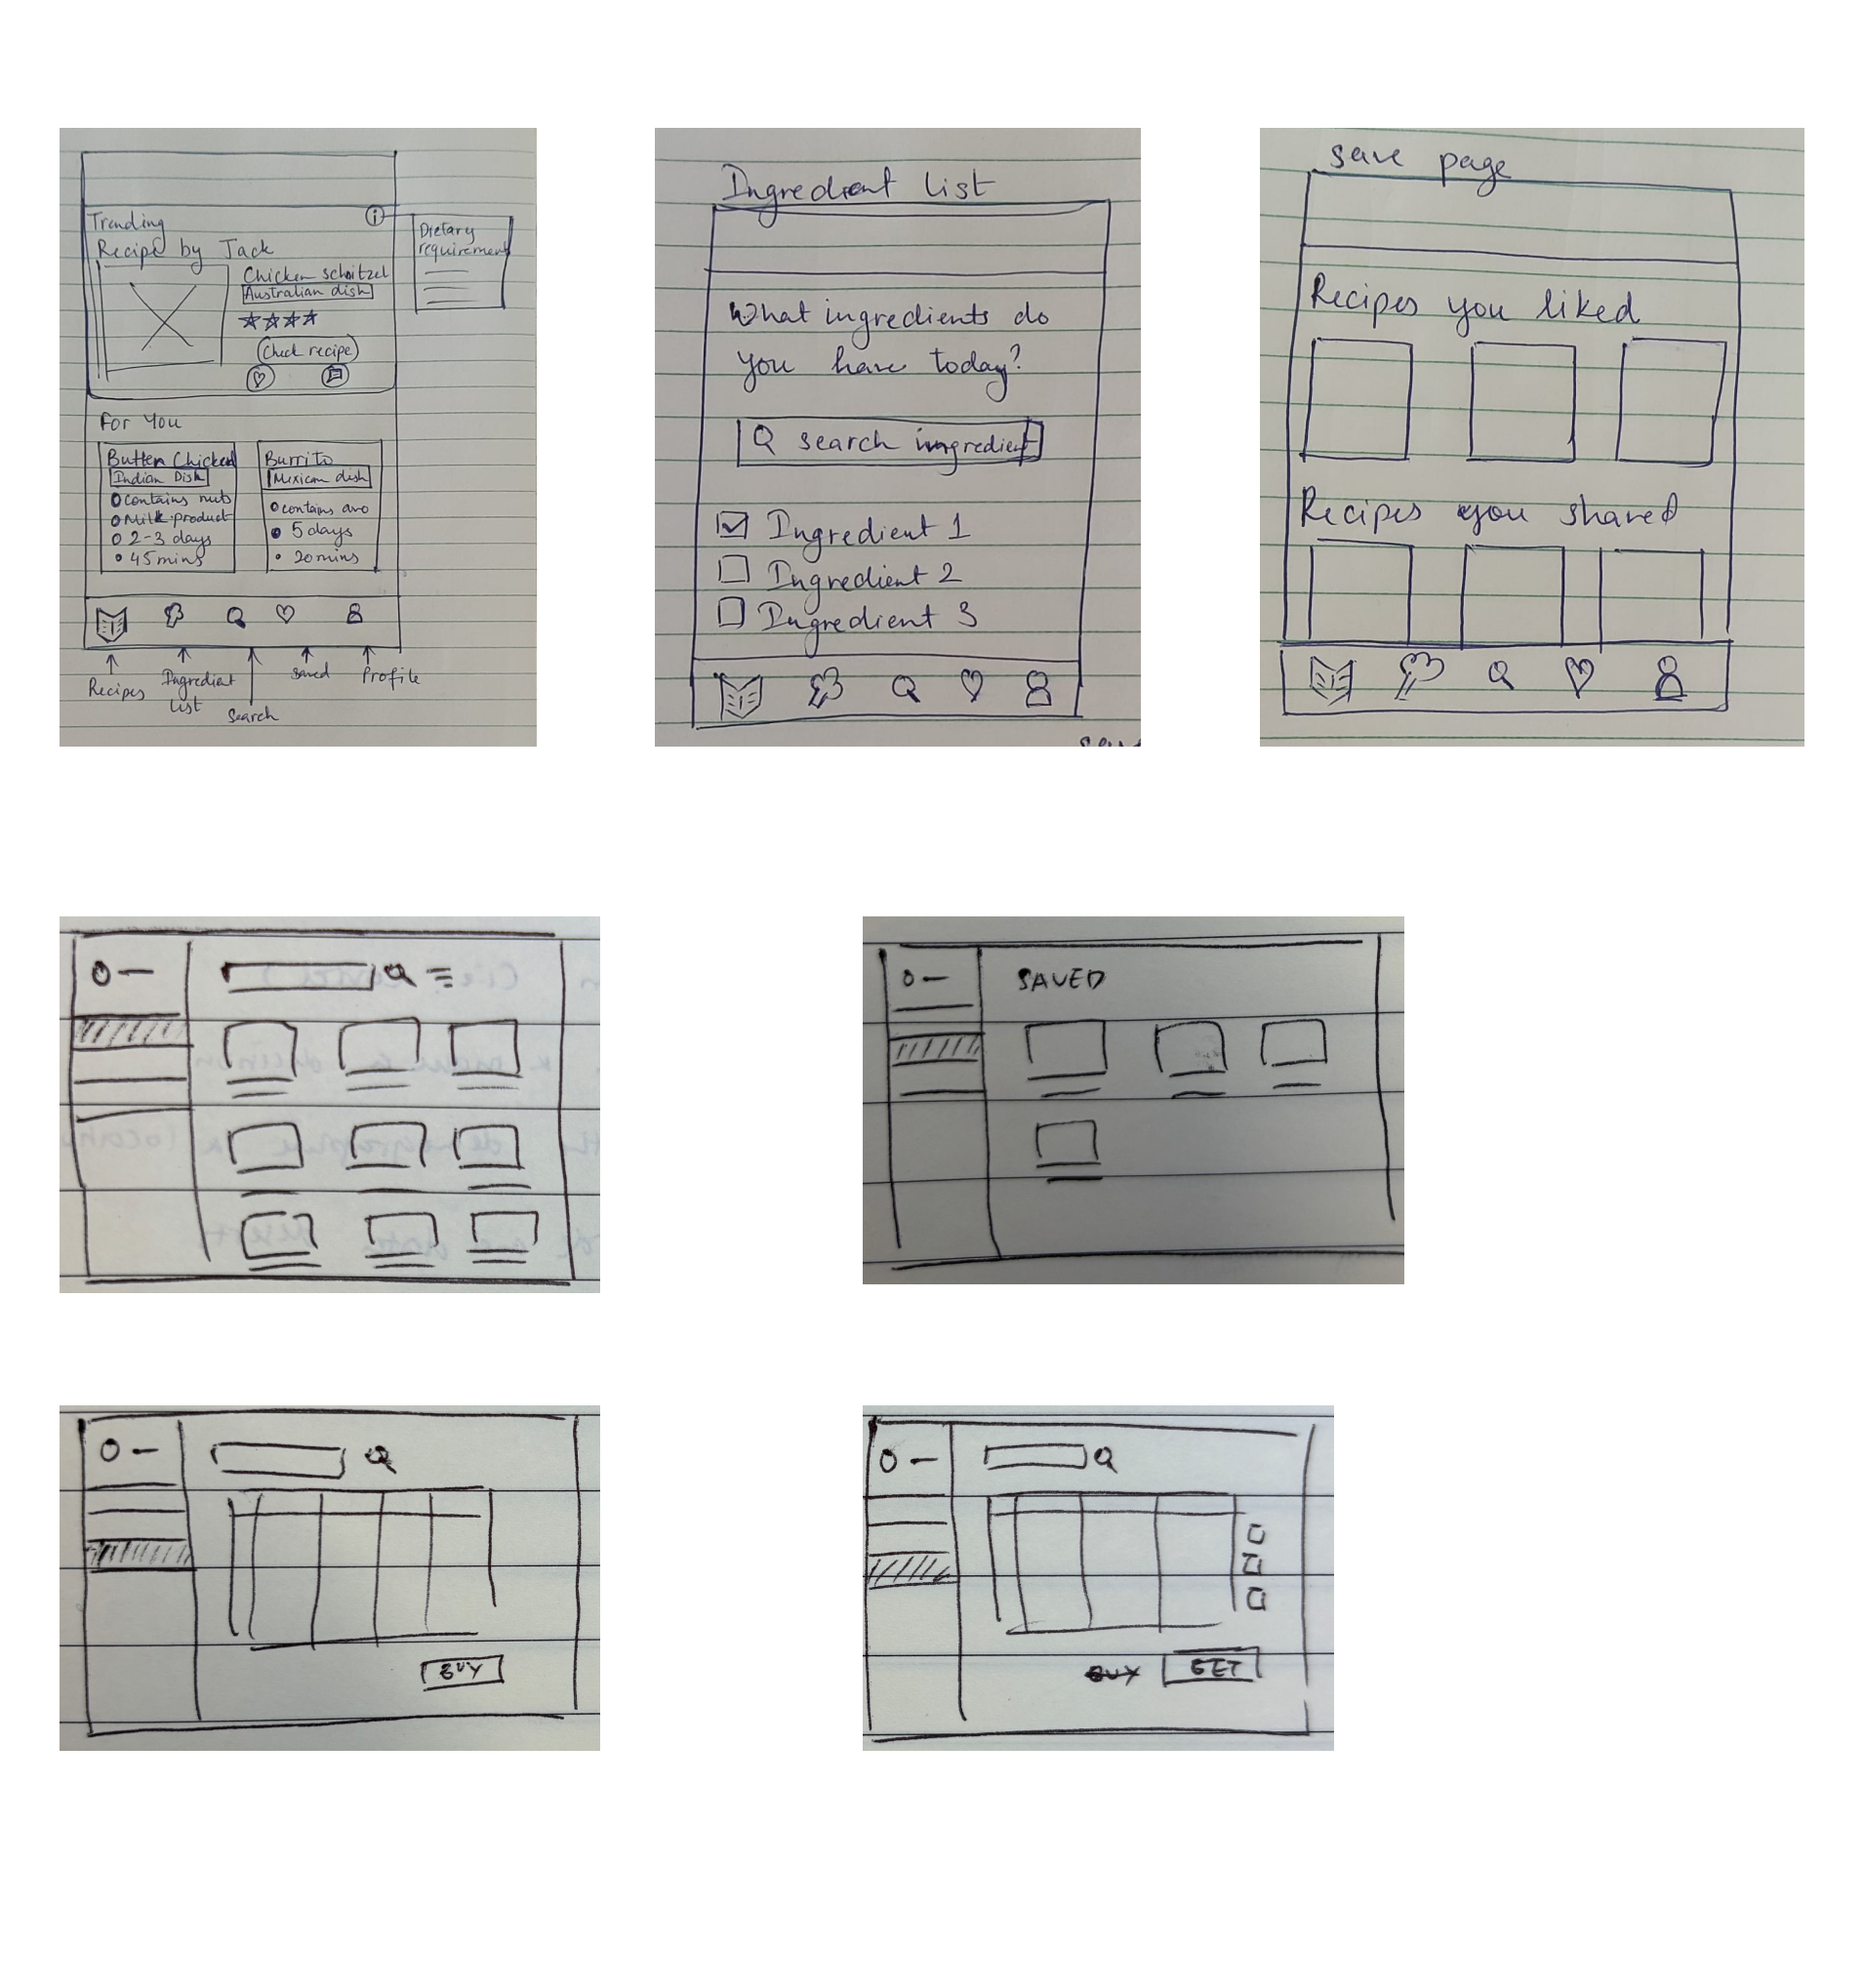 Trending
Recipe by Jack
Chicken schnitzel
Australian dish
Check recipe
Dietary
requirement
For You
Butter Chicken
Indian Dish
contains nuts
Milk product
2-3 days
45 mins
Burrito
Mexican dish
contains avo
5 days
20 mins
Recipes
Ingredient
list
Search
Saved
Profile
Ingredient list
What ingredients do
you have today?
search ingredient
Ingredient 1
Ingredient 2
Ingredient 3
save page
Recipes you liked
Recipes you shared
SAVED
BUY
BUY
GET